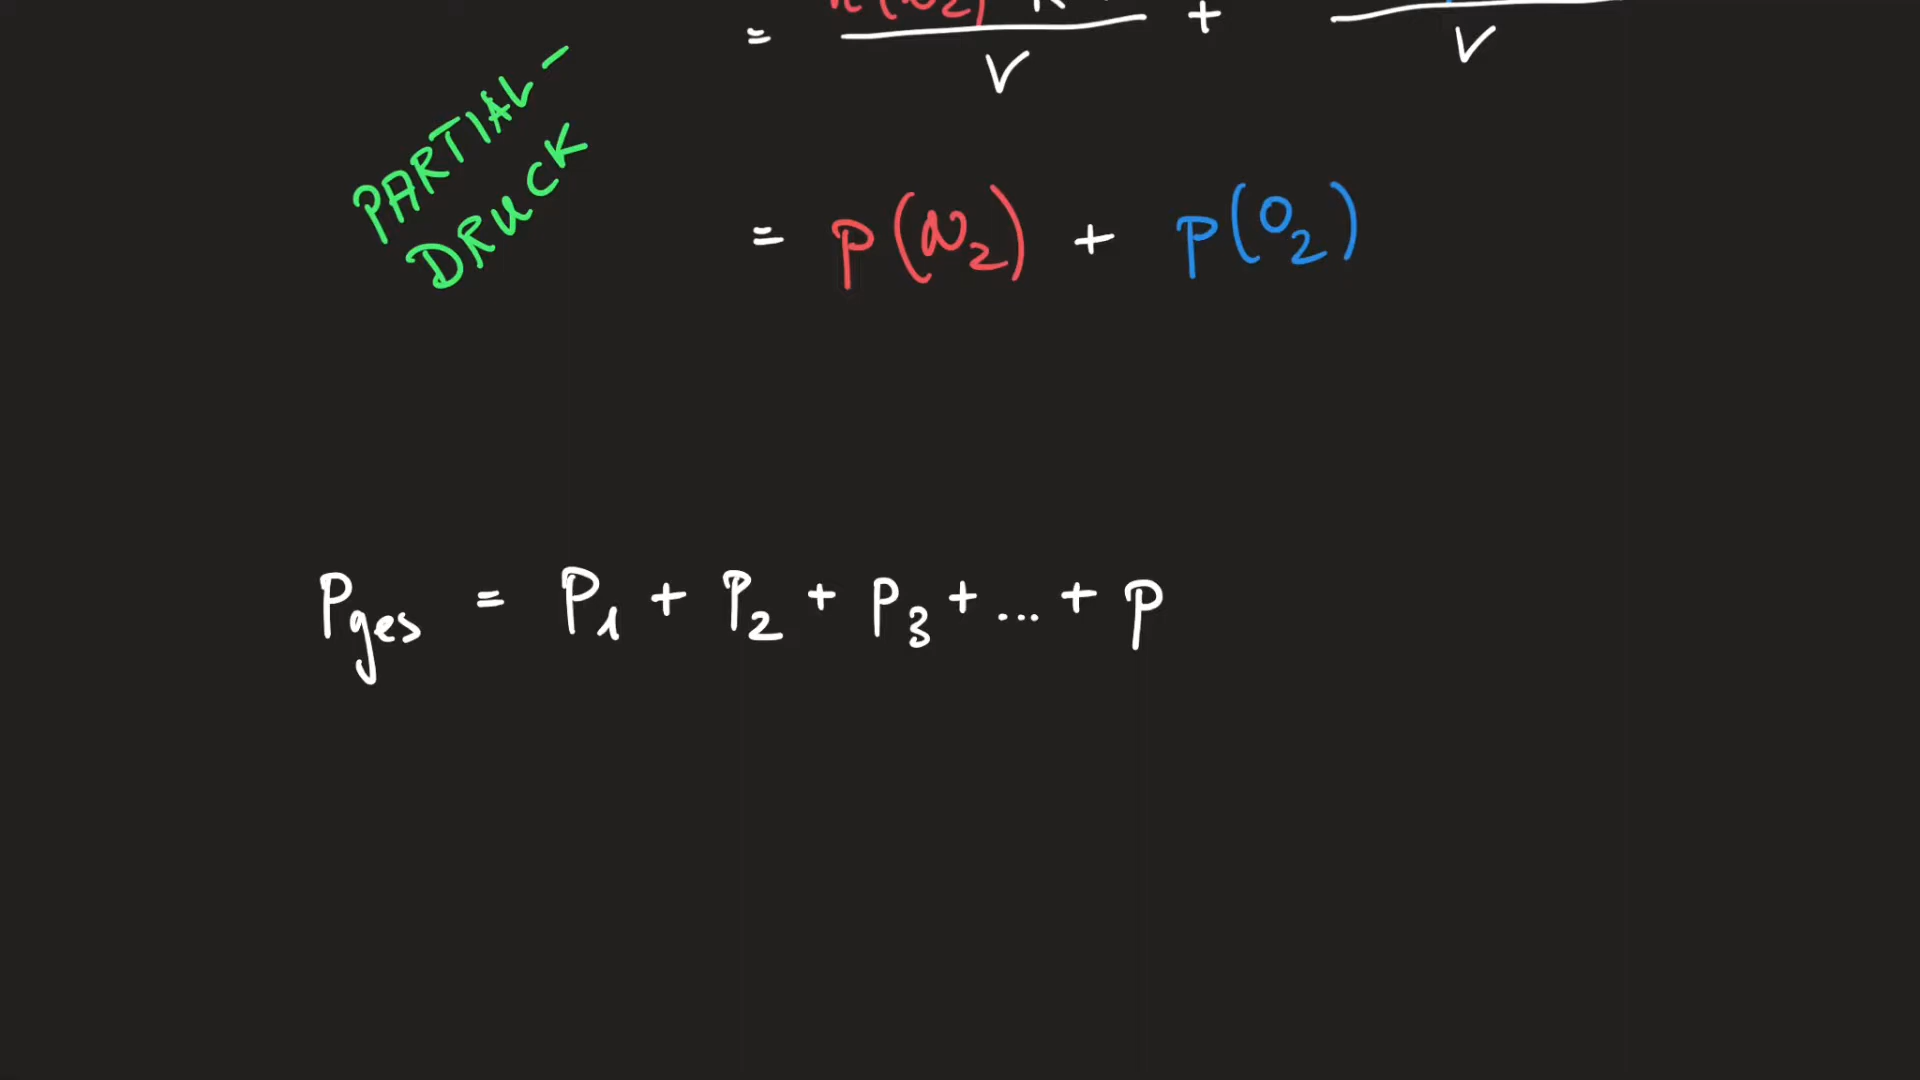 = ――― + ―――
V V
PARTIAL-
DRUCK
= p(N₂) + p(O₂)
Pges = P₁ + P₂ + P₃ + ... + P